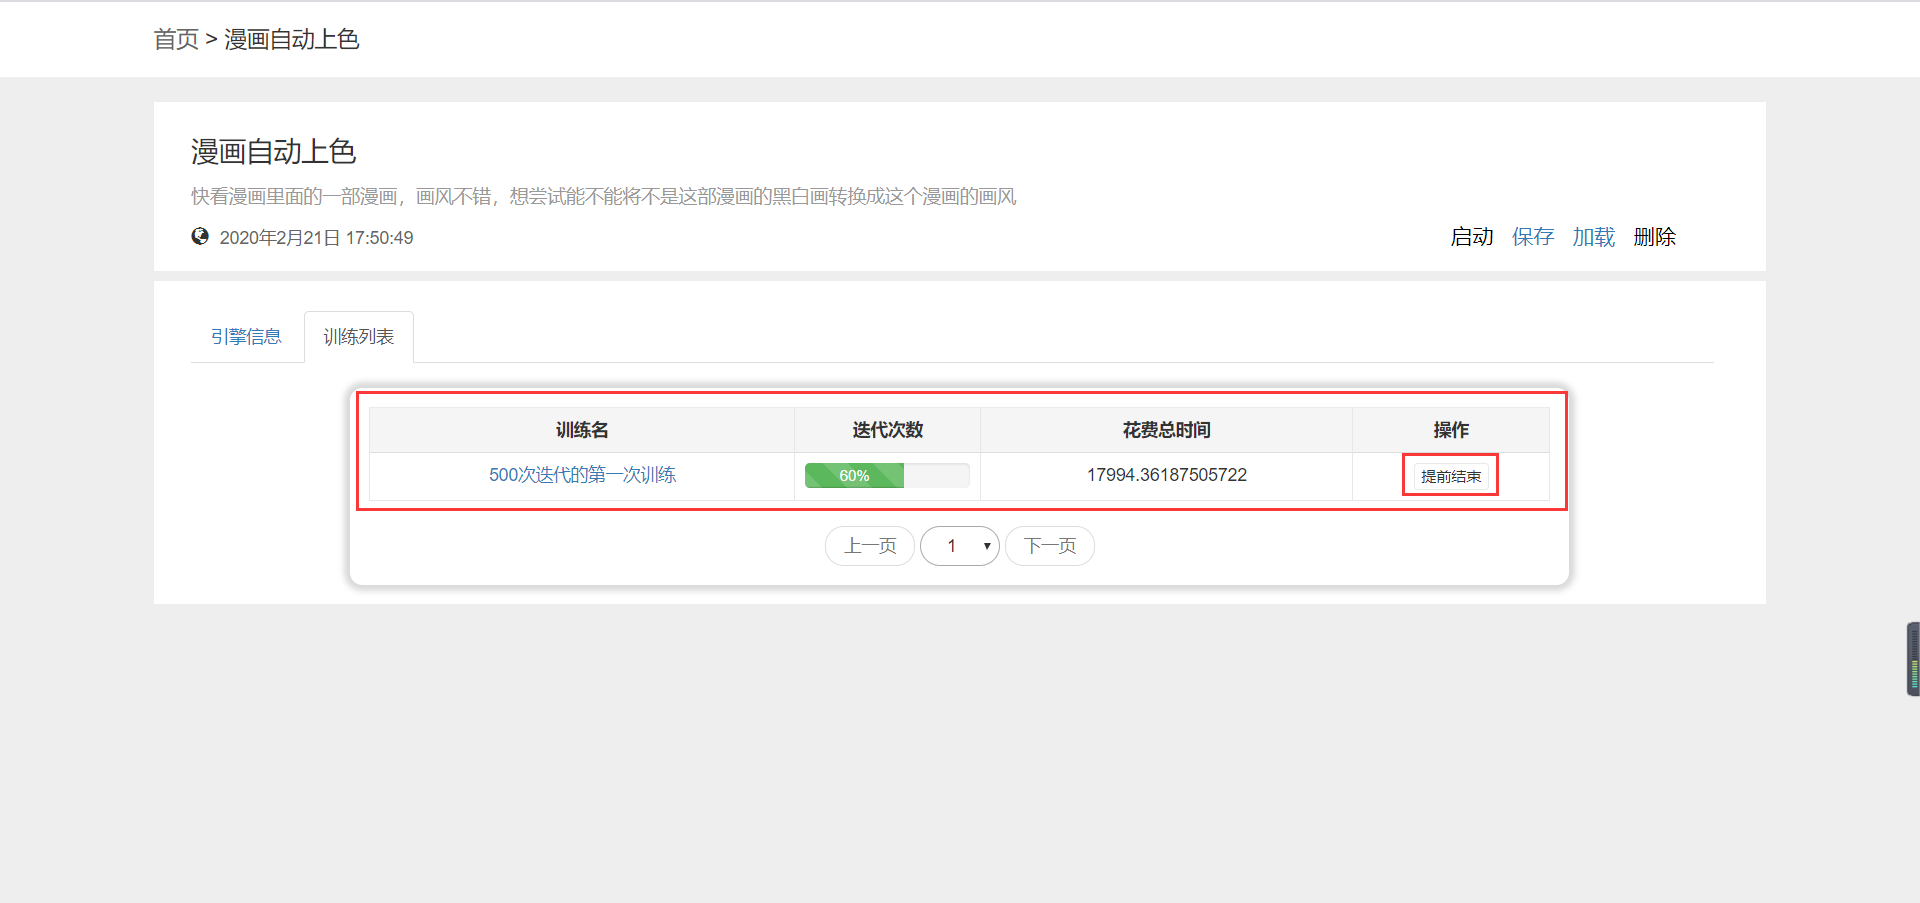 首页 > 漫画自动上色
漫画自动上色
快看漫画里面的一部漫画，画风不错，想尝试能不能将不是这部漫画的黑白画转换成这个漫画的画风
2020年2月21日 17:50:49
启动 保存 加载 删除
引擎信息 训练列表
训练名 迭代次数 花费总时间 操作
500次迭代的第一次训练 60% 17994.36187505722 提前结束
上一页 1 下一页